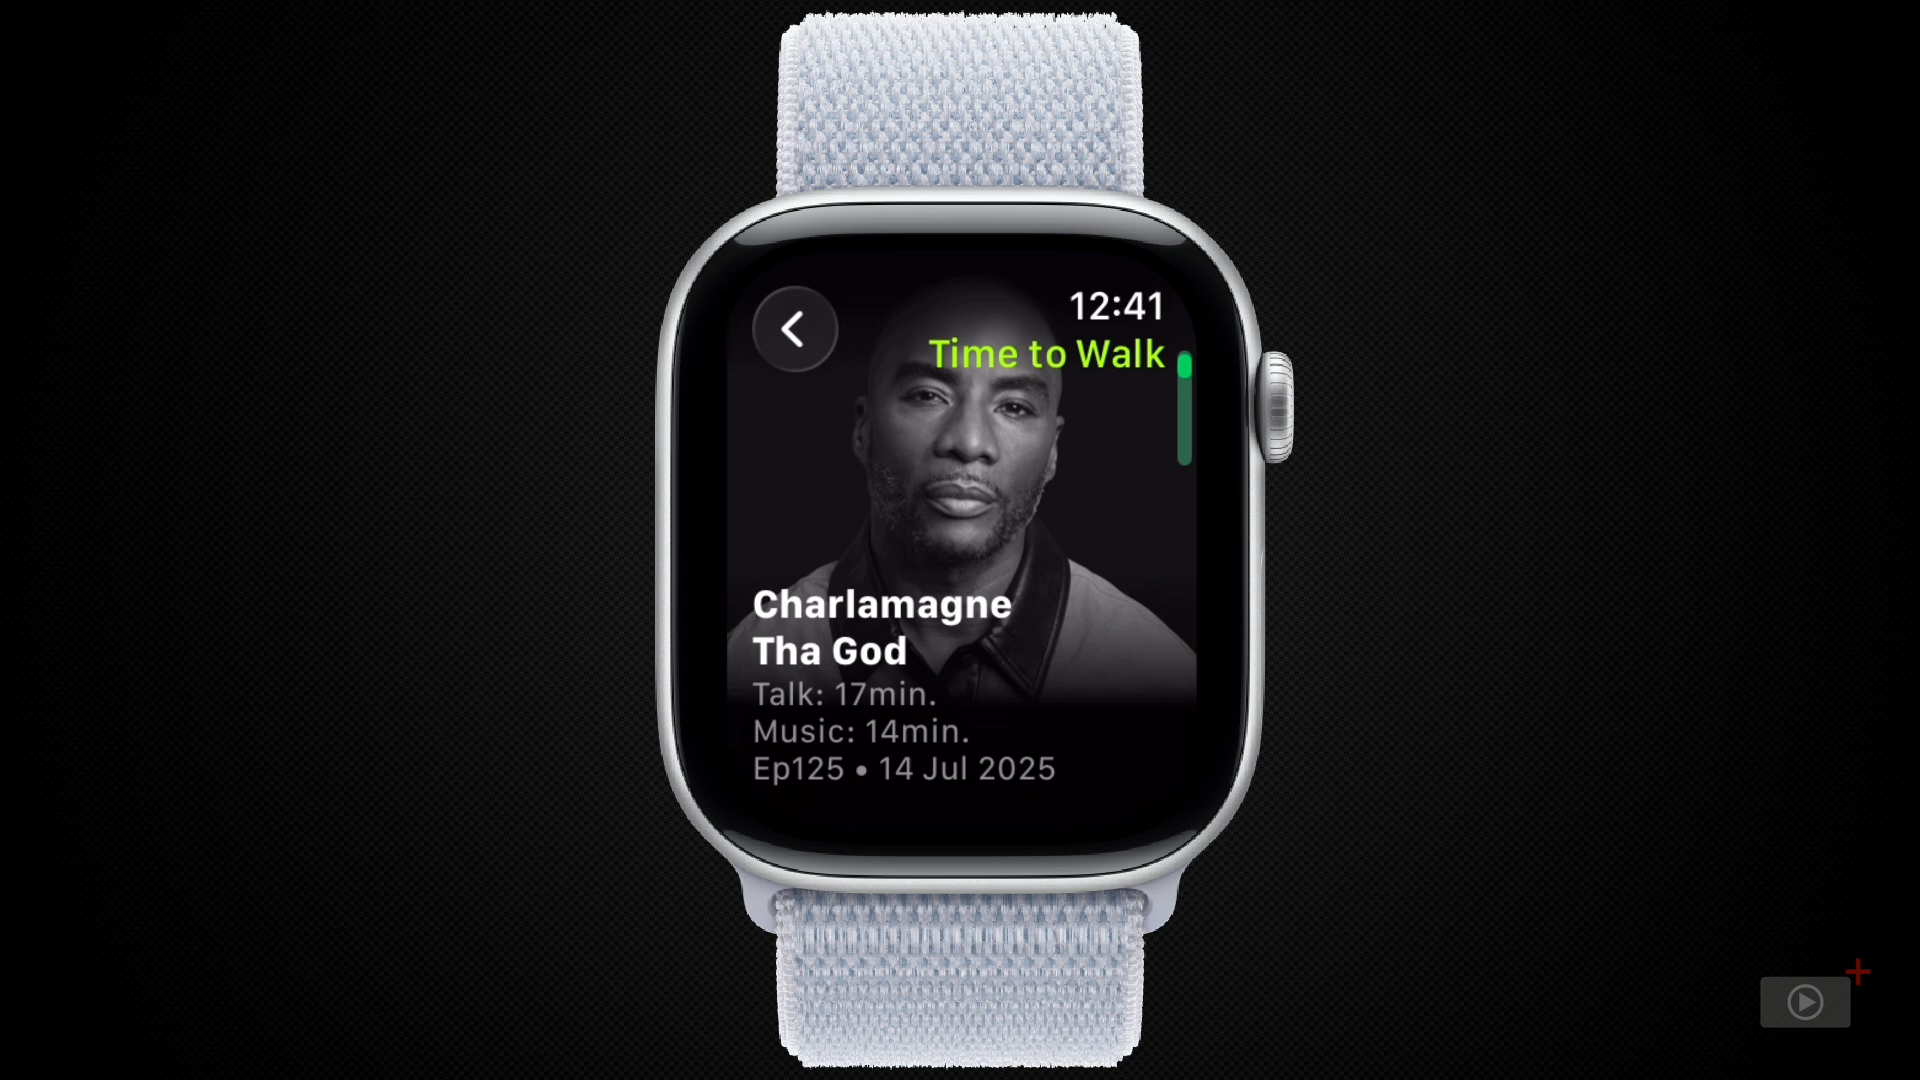 12:41
Time to Walk
Charlamagne
Tha God
Talk: 17min.
Music: 14min.
Ep125 • 14 Jul 2025